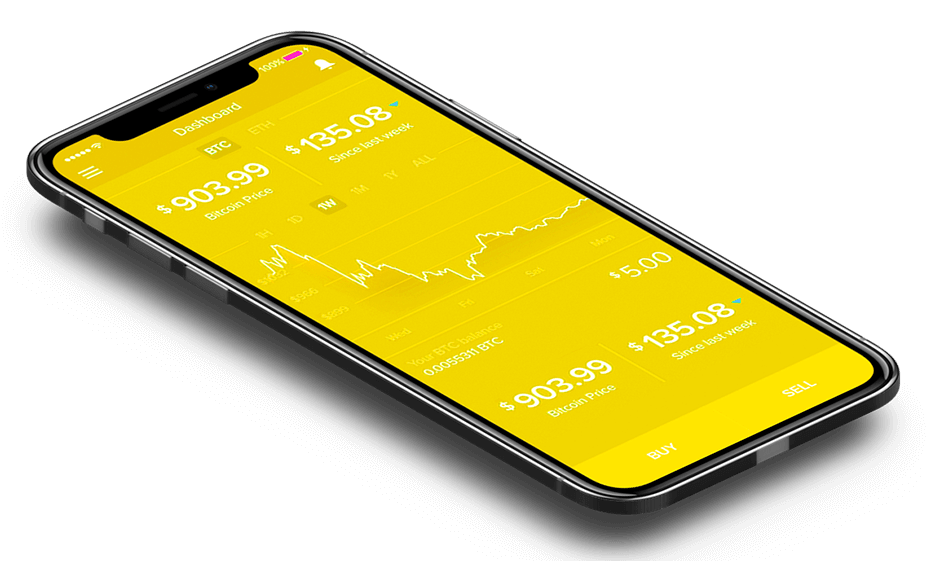 100%
Dashboard
BTC ETH
$ 903.99
Bitcoin Price
$ 135.08
Since last week
1H 1D 1W 1M 1Y ALL
$966
$899
Wed Fri Sat Mon
Your BTC balance
0.0055311 BTC
$ 5.00
$ 903.99
Bitcoin Price
$ 135.08
Since last week
BUY SELL